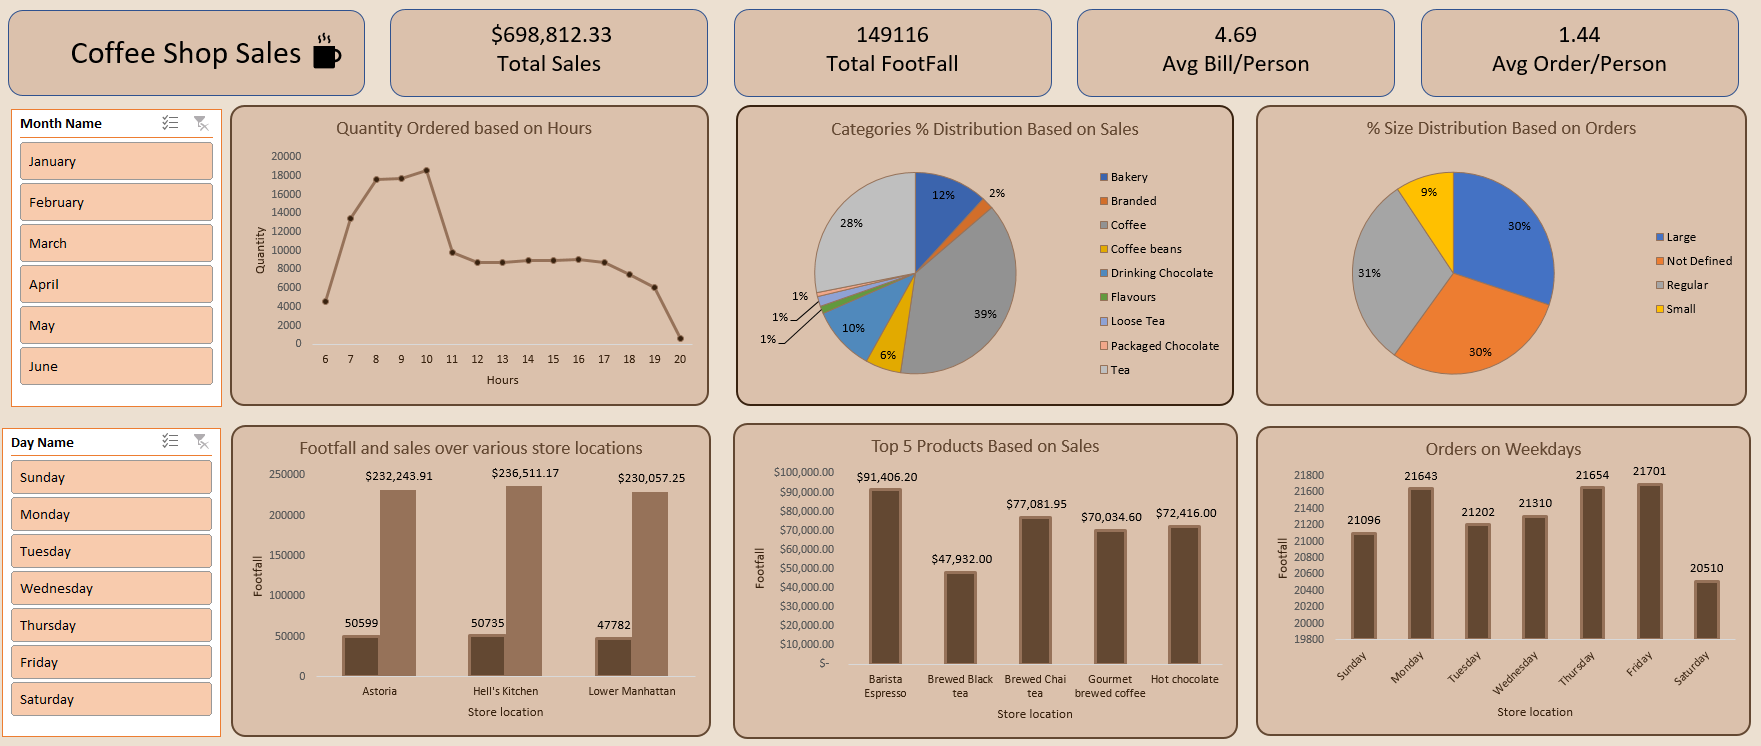 Coffee Shop Sales
$698,812.33
Total Sales
149116
Total FootFall
4.69
Avg Bill/Person
1.44
Avg Order/Person
Month Name
January
February
March
April
May
June
Quantity Ordered based on Hours
20000
18000
16000
14000
12000
10000
8000
6000
4000
2000
0
Quantity
6 7 8 9 10 11 12 13 14 15 16 17 18 19 20
Hours
Categories % Distribution Based on Sales
12%
2%
39%
6%
10%
1%
1%
1%
28%
Bakery
Branded
Coffee
Coffee beans
Drinking Chocolate
Flavours
Loose Tea
Packaged Chocolate
Tea
% Size Distribution Based on Orders
30%
30%
31%
9%
Large
Not Defined
Regular
Small
Day Name
Sunday
Monday
Tuesday
Wednesday
Thursday
Friday
Saturday
Footfall and sales over various store locations
250000
200000
150000
100000
50000
0
Footfall
$232,243.91
$236,511.17
$230,057.25
50599
50735
47782
Astoria
Hell's Kitchen
Lower Manhattan
Store location
Top 5 Products Based on Sales
$100,000.00
$90,000.00
$80,000.00
$70,000.00
$60,000.00
$50,000.00
$40,000.00
$30,000.00
$20,000.00
$10,000.00
$-
Footfall
$91,406.20
$47,932.00
$77,081.95
$70,034.60
$72,416.00
Barista
Espresso
Brewed Black
tea
Brewed Chai
tea
Gourmet
brewed coffee
Hot chocolate
Store location
Orders on Weekdays
21800
21600
21400
21200
21000
20800
20600
20400
20200
20000
19800
Footfall
21096
21643
21202
21310
21654
21701
20510
Sunday
Monday
Tuesday
Wednesday
Thursday
Friday
Saturday
Store location